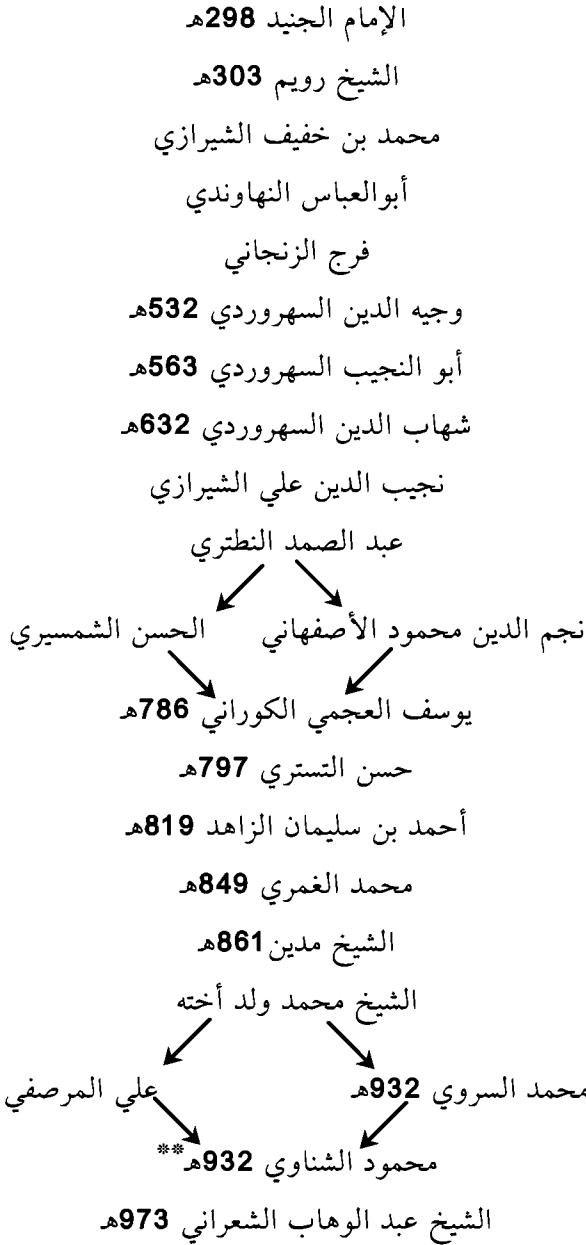 الإمام الجنيد 298هـ
الشيخ رويم 303هـ
محمد بن خفيف الشيرازي
أبوالعباس النهاوندي
فرج الزنجاني
وجيه الدين السهروردي 532هـ
أبو النجيب السهروردي 563هـ
شهاب الدين السهروردي 632هـ
نجيب الدين علي الشيرازي
عبد الصمد النطتري
نجم الدين محمود الأصفهاني الحسن الشمسيري
يوسف العجمي الكوراني 786هـ
حسن التستري 797هـ
أحمد بن سليمان الزاهد 819هـ
محمد الغمري 849هـ
الشيخ مدين861هـ
الشيخ محمد ولد أخته
محمد السروي 932هـ علي المرصفي
محمود الشناوي 932هـ**
الشيخ عبد الوهاب الشعراني 973هـ